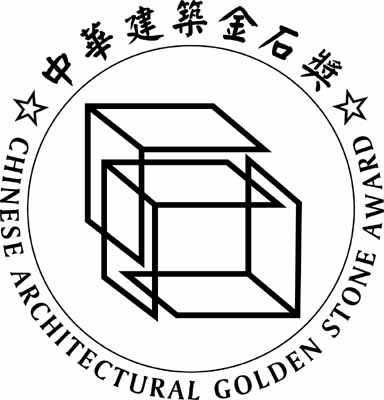 中華建築金石獎
CHINESE ARCHITECTURAL GOLDEN STONE AWARD